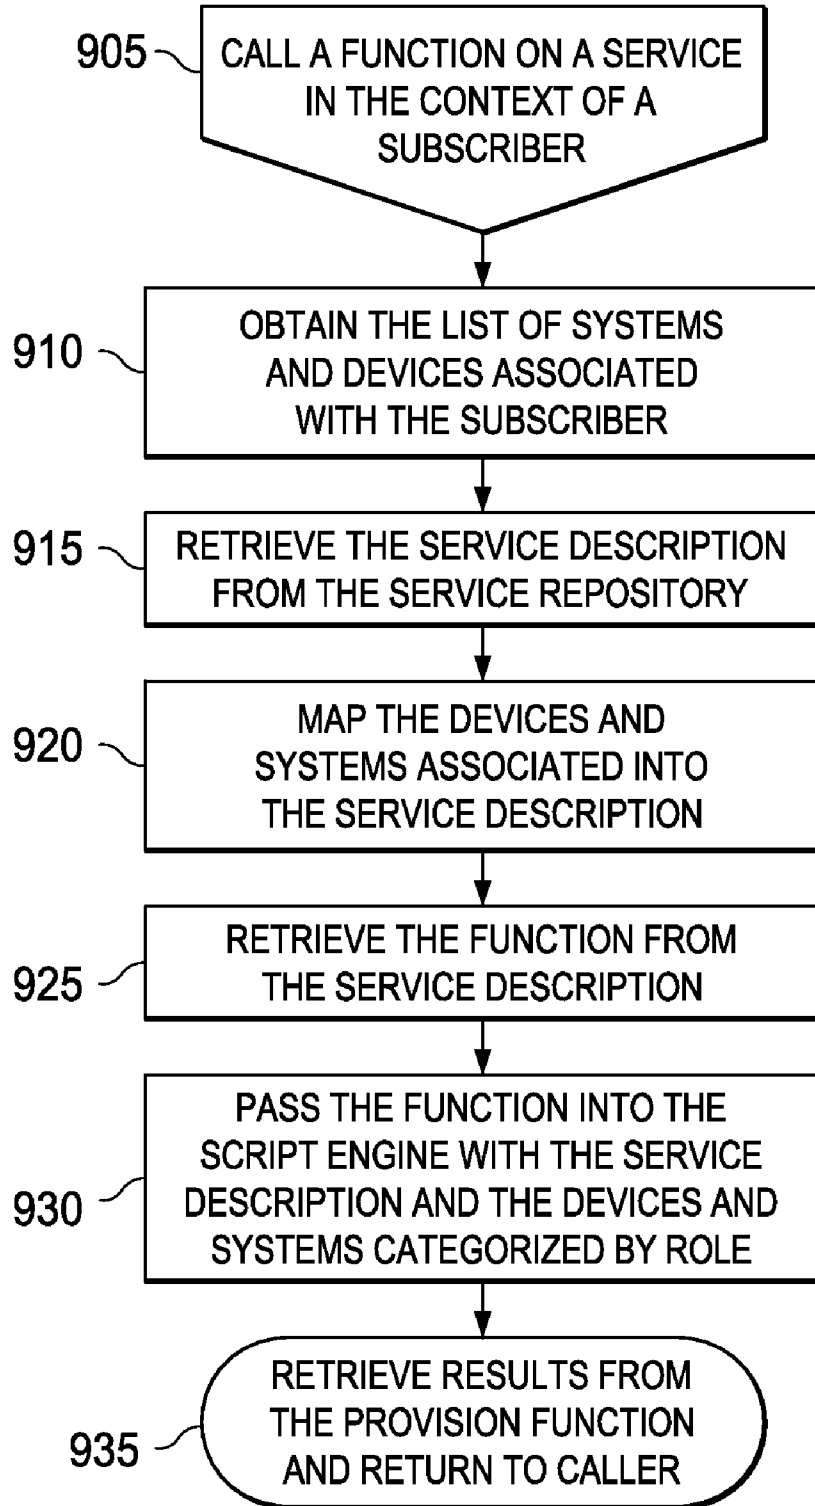 905
CALL A FUNCTION ON A SERVICE
IN THE CONTEXT OF A
SUBSCRIBER
910
OBTAIN THE LIST OF SYSTEMS
AND DEVICES ASSOCIATED
WITH THE SUBSCRIBER
915
RETRIEVE THE SERVICE DESCRIPTION
FROM THE SERVICE REPOSITORY
920
MAP THE DEVICES AND
SYSTEMS ASSOCIATED INTO
THE SERVICE DESCRIPTION
925
RETRIEVE THE FUNCTION FROM
THE SERVICE DESCRIPTION
930
PASS THE FUNCTION INTO THE
SCRIPT ENGINE WITH THE SERVICE
DESCRIPTION AND THE DEVICES AND
SYSTEMS CATEGORIZED BY ROLE
935
RETRIEVE RESULTS FROM
THE PROVISION FUNCTION
AND RETURN TO CALLER